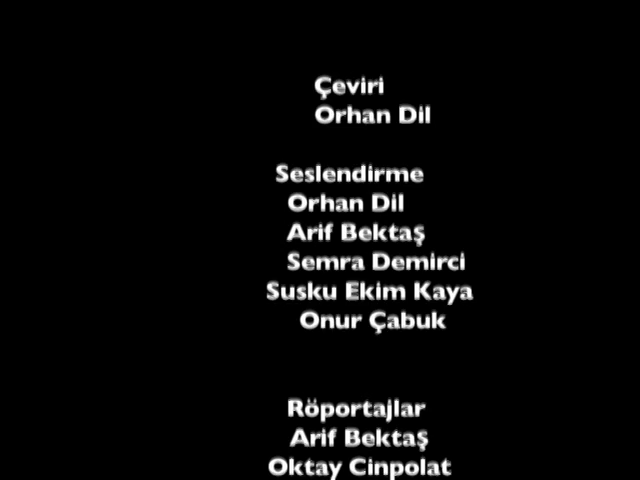 Çeviri
Orhan Dil
Seslendirme
Orhan Dil
Arif Bektaş
Semra Demirci
Susku Ekim Kaya
Onur Çabuk
Röportajlar
Arif Bektaş
Oktay Cinpolat